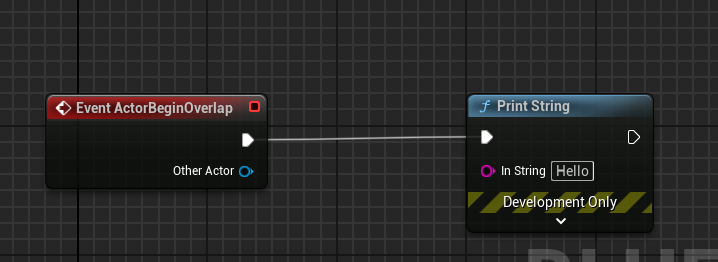 Event ActorBeginOverlap
Other Actor
Print String
In String Hello
Development Only